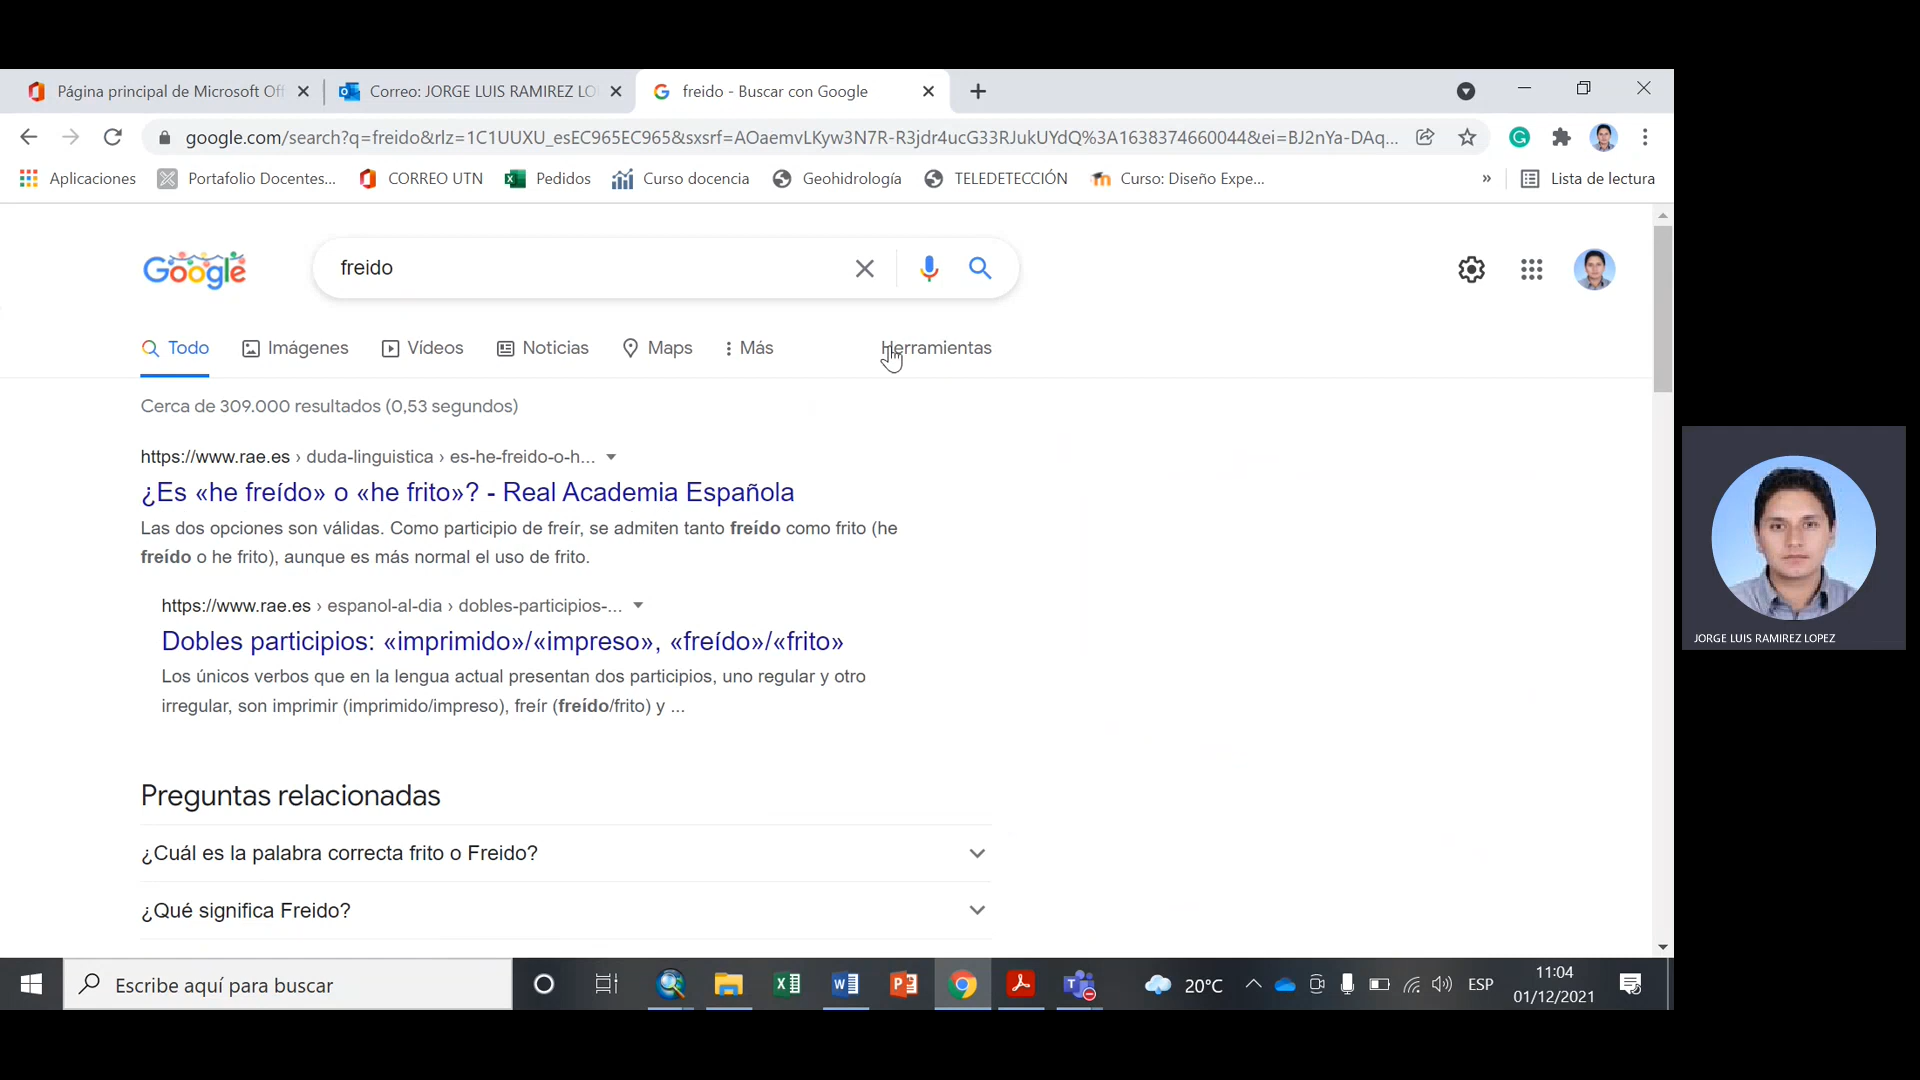 Página principal de Microsoft Off
Correo: JORGE LUIS RAMIREZ LO
freido - Buscar con Google
google.com/search?q=freido&rlz=1C1UUXU_esEC965EC965&sxsrf=AOaemvLKyw3N7R-R3jdr4ucG33RJukUYdQ%3A1638374660044&ei=BJ2nYa-DAq...
Aplicaciones
Portafolio Docentes...
CORREO UTN
Pedidos
Curso docencia
Geohidrología
TELEDETECCIÓN
Curso: Diseño Expe...
»
Lista de lectura
Google
freido
Todo
Imágenes
Videos
Noticias
Maps
Más
Herramientas
Cerca de 309.000 resultados (0,53 segundos)
https://www.rae.es › duda-linguistica › es-he-freido-o-h...
¿Es «he freído» o «he frito»? - Real Academia Española
Las dos opciones son válidas. Como participio de freír, se admiten tanto freído como frito (he
freído o he frito), aunque es más normal el uso de frito.
https://www.rae.es › espanol-al-dia › dobles-participios-...
Dobles participios: «imprimido»/«impreso», «freído»/«frito»
Los únicos verbos que en la lengua actual presentan dos participios, uno regular y otro
irregular, son imprimir (imprimido/impreso), freír (freído/frito) y ...
Preguntas relacionadas
¿Cuál es la palabra correcta frito o Freido?
¿Qué significa Freido?
JORGE LUIS RAMIREZ LOPEZ
Escribe aquí para buscar
20°C
ESP
11:04
01/12/2021